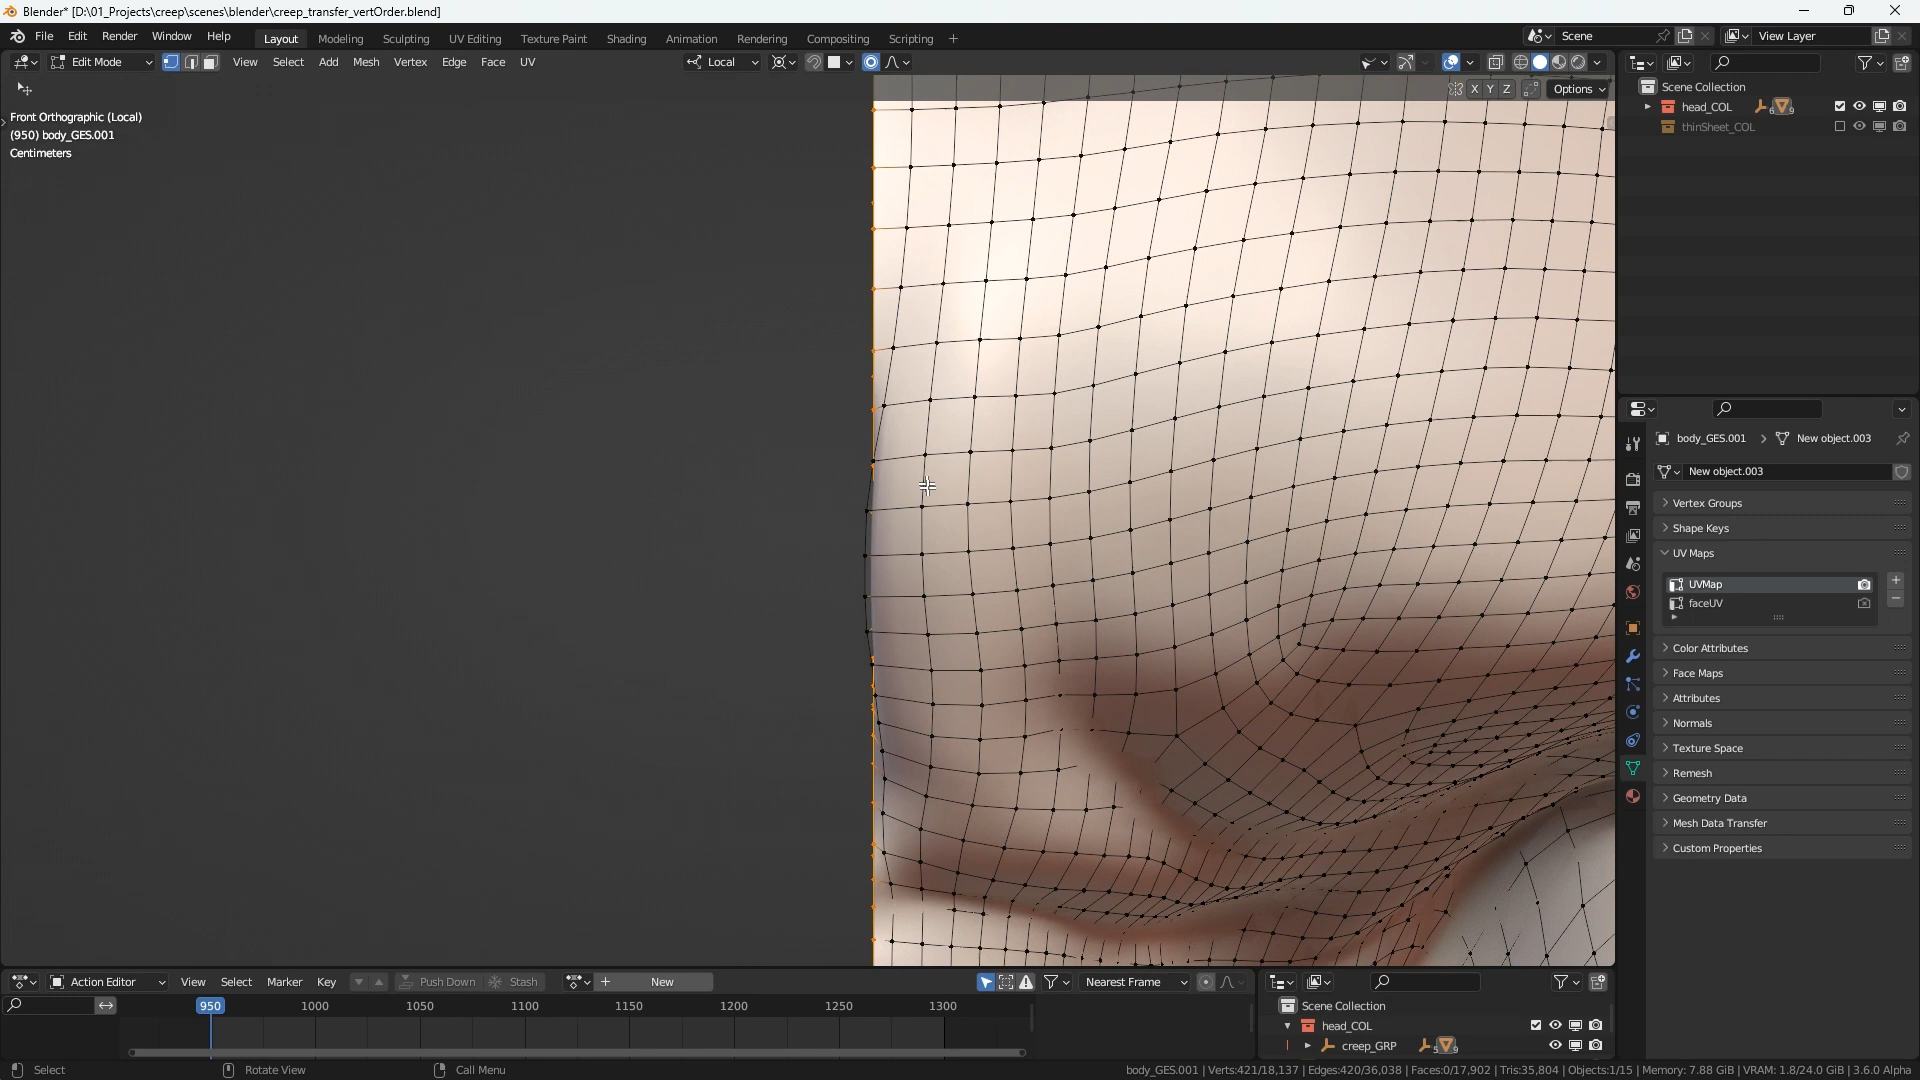 Blender* [D:\01_Projects\creep\scenes\blender\creep_transfer_vertOrder.blend]
File Edit Render Window Help Layout Modeling Sculpting UV Editing Texture Paint Shading Animation Rendering Compositing Scripting + Scene View Layer
Edit Mode View Select Add Mesh Vertex Edge Face UV Local
X Y Z Options
Front Orthographic (Local)
(950) body_GES.001
Centimeters
Scene Collection
head_COL 6 9
thinSheet_COL
body_GES.001 New object.003
New object.003
Vertex Groups
Shape Keys
UV Maps
UVMap
faceUV
Color Attributes
Face Maps
Attributes
Normals
Texture Space
Remesh
Geometry Data
Mesh Data Transfer
Custom Properties
Action Editor View Select Marker Key Push Down Stash New Nearest Frame
950 1000 1050 1100 1150 1200 1250 1300
Scene Collection
head_COL
creep_GRP 5 9
Select Rotate View Call Menu
body_GES.001 | Verts:421/18,137 | Edges:420/36,038 | Faces:0/17,902 | Tris:35,804 | Objects:1/15 | Memory: 7.88 GiB | VRAM: 1.8/24.0 GiB | 3.6.0 Alpha